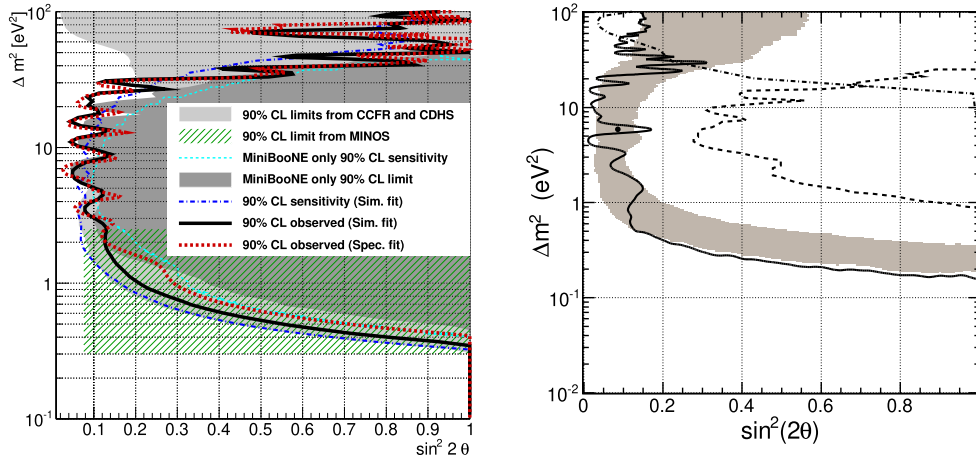 Δ m² [eV²]
10²
10
1
10⁻¹
90% CL limits from CCFR and CDHS
90% CL limit from MINOS
MiniBooNE only 90% CL sensitivity
MiniBooNE only 90% CL limit
90% CL sensitivity (Sim. fit)
90% CL observed (Sim. fit)
90% CL observed (Spec. fit)
0.1 0.2 0.3 0.4 0.5 0.6 0.7 0.8 0.9 1
sin² 2 θ
Δm² (eV²)
10²
10
1
10⁻¹
10⁻²
0 0.2 0.4 0.6 0.8
sin²(2θ)